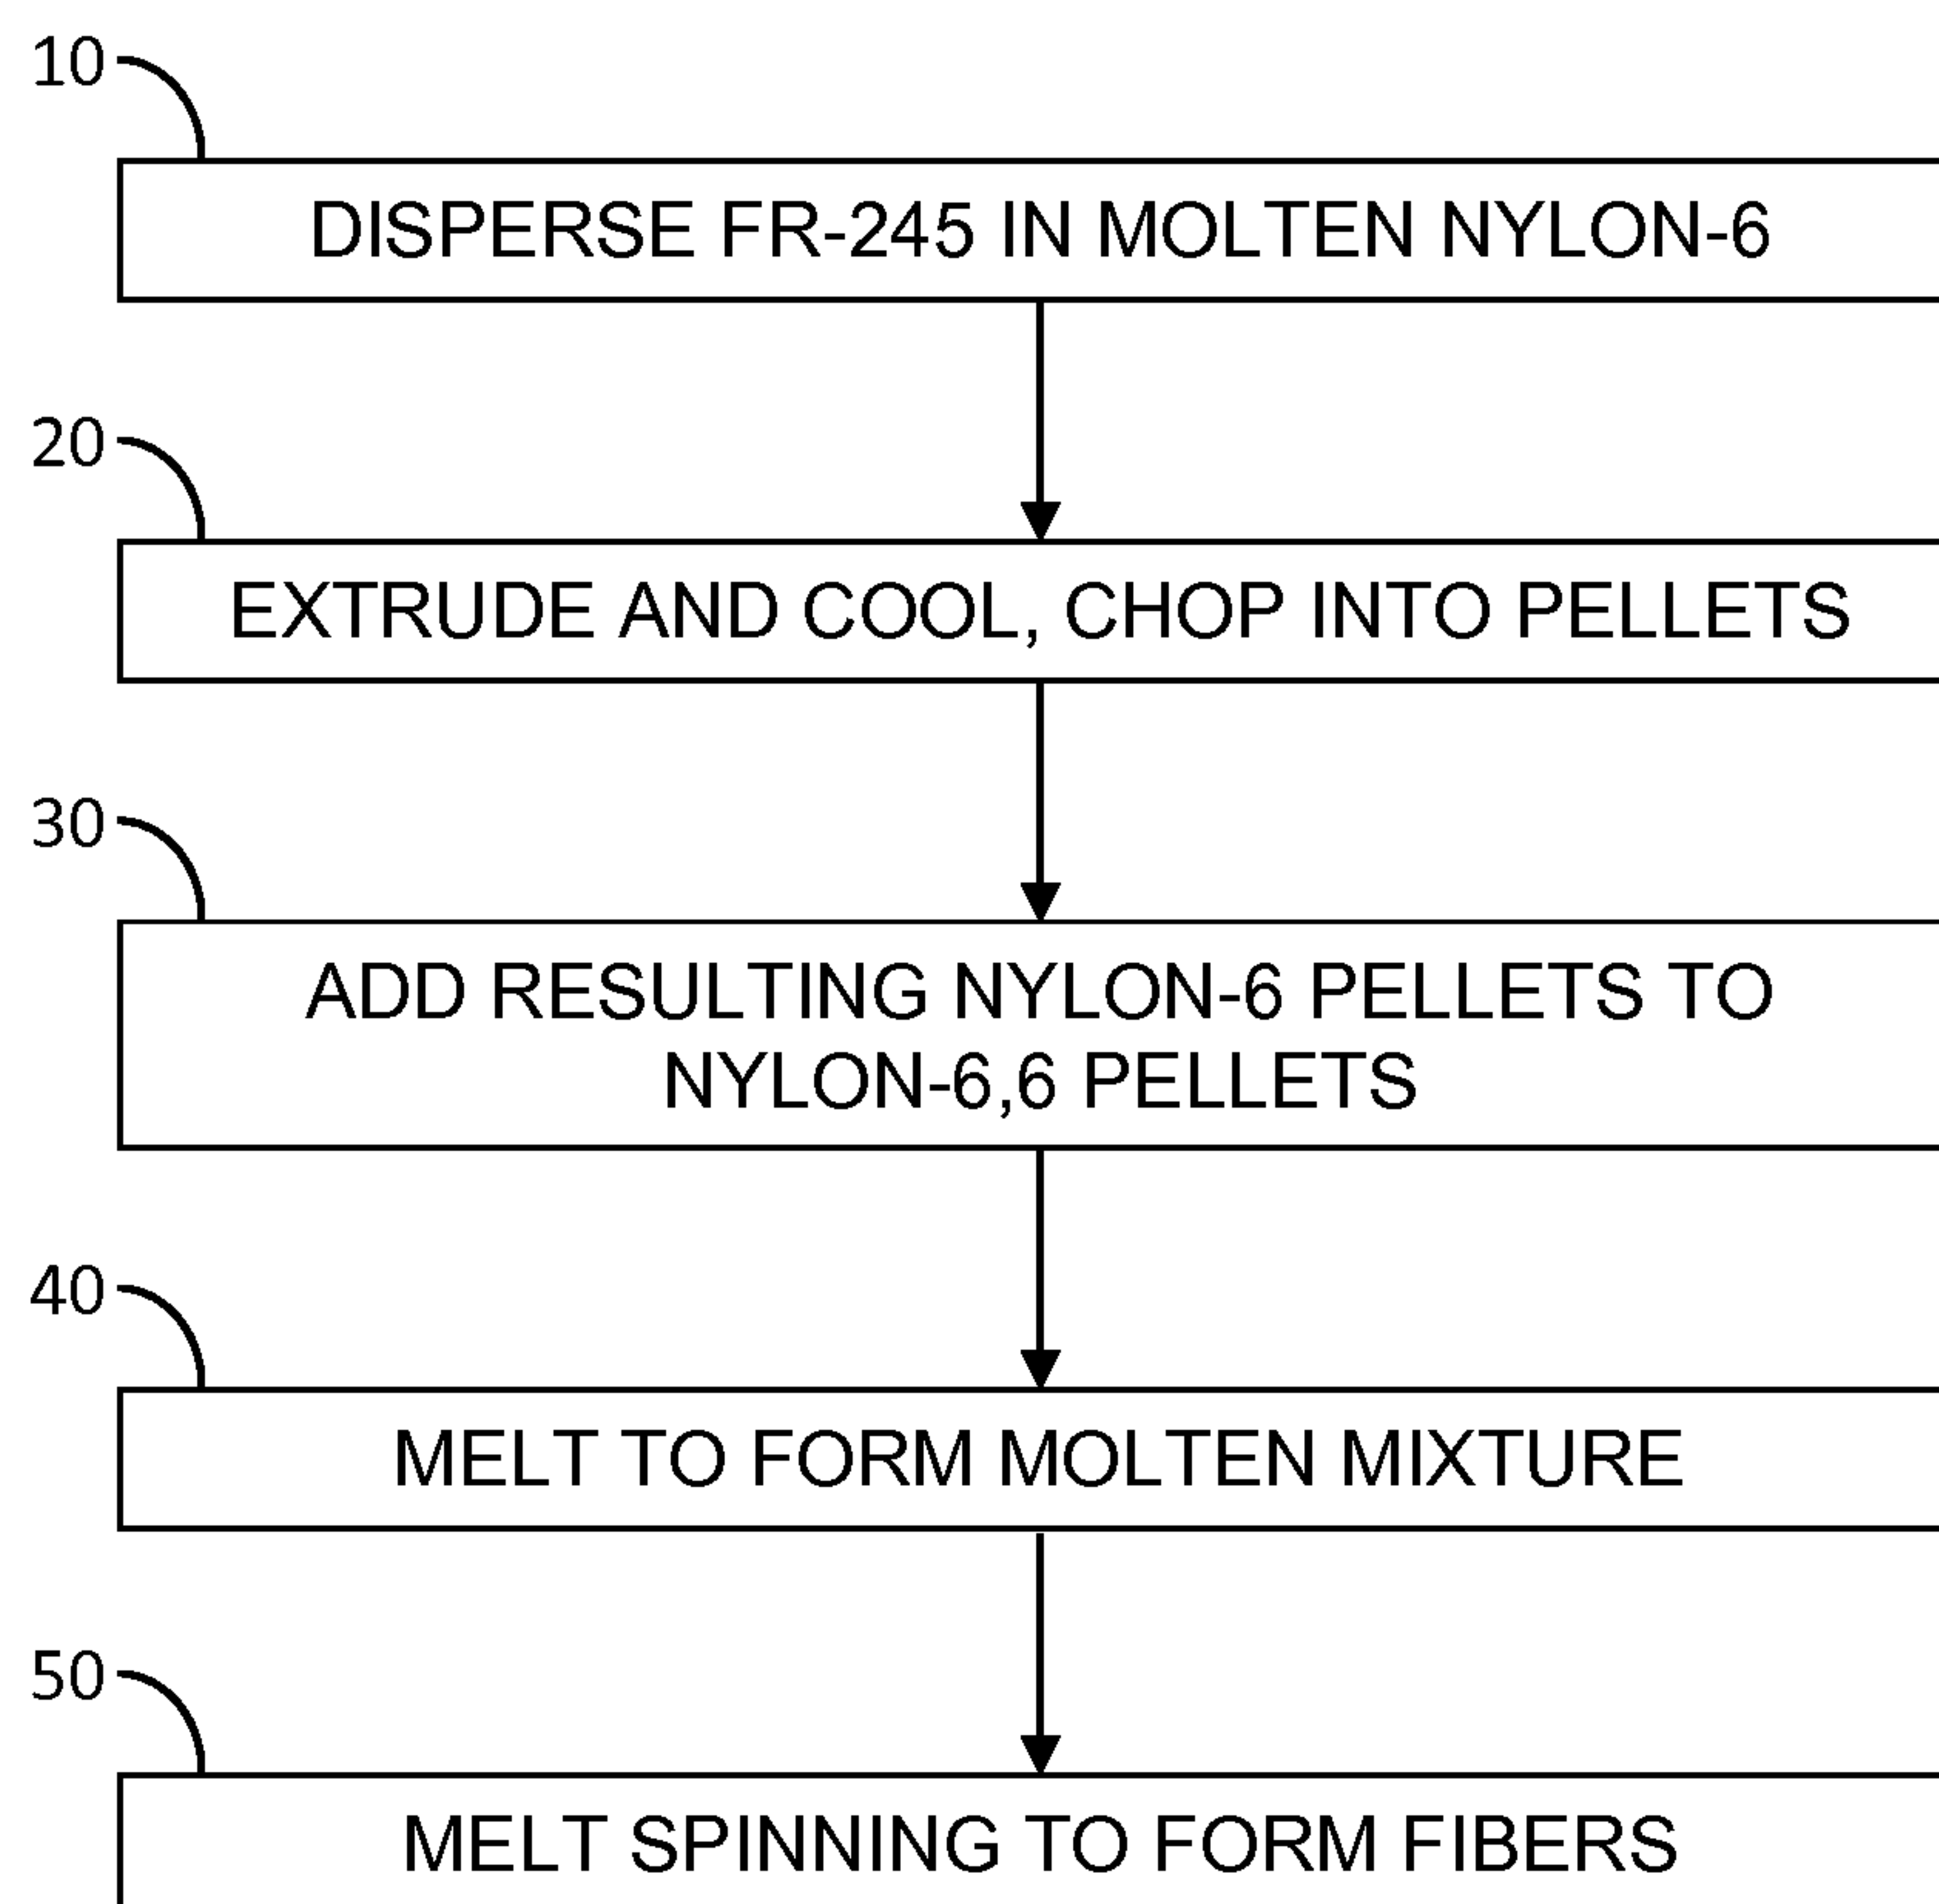 10
DISPERSE FR-245 IN MOLTEN NYLON-6
20
EXTRUDE AND COOL, CHOP INTO PELLETS
30
ADD RESULTING NYLON-6 PELLETS TO
NYLON-6,6 PELLETS
40
MELT TO FORM MOLTEN MIXTURE
50
MELT SPINNING TO FORM FIBERS